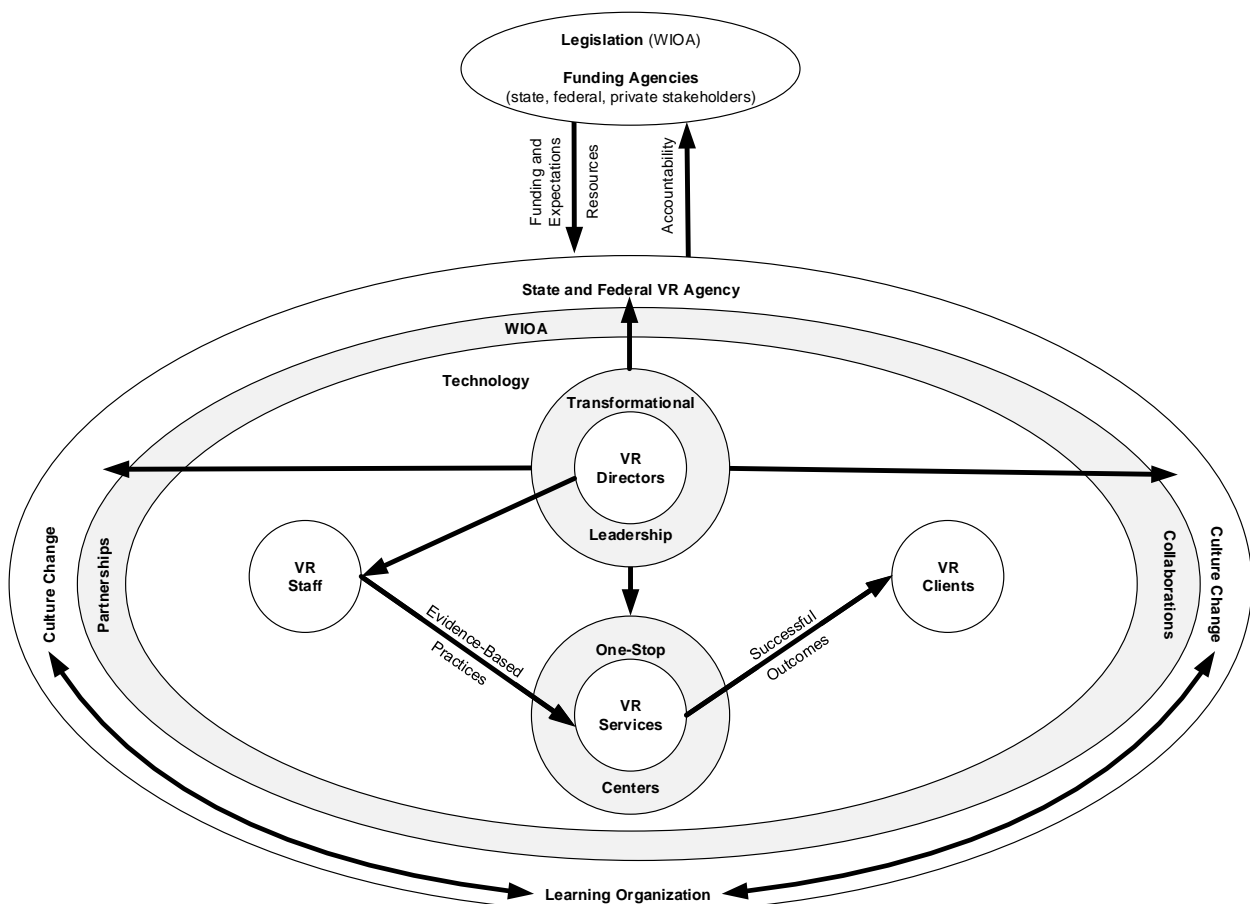 Legislation (WIOA)
Funding Agencies
(state, federal, private stakeholders)
Funding and
Expectations
Resources
Accountability
State and Federal VR Agency
WIOA
Technology
Transformational
VR
Directors
Leadership
Culture Change
Partnerships
VR
Staff
Evidence-Based
Practices
One-Stop
VR
Services
Centers
Successful
Outcomes
VR
Clients
Collaborations
Culture Change
Learning Organization